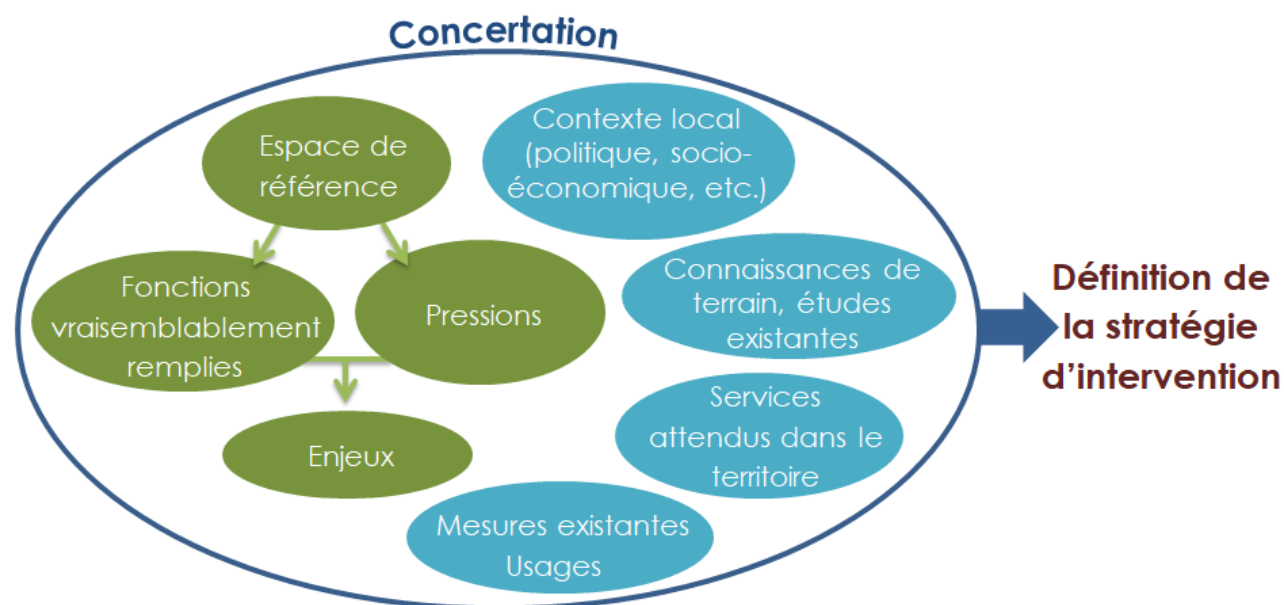 Concertation
Espace de
référence
Contexte local
(politique, socio-
économique, etc.)
Fonctions
vraisemblablement
remplies
Pressions
Connaissances de
terrain, études
existantes
Enjeux
Services
attendus dans le
territoire
Mesures existantes
Usages
Définition de
la stratégie
d’intervention